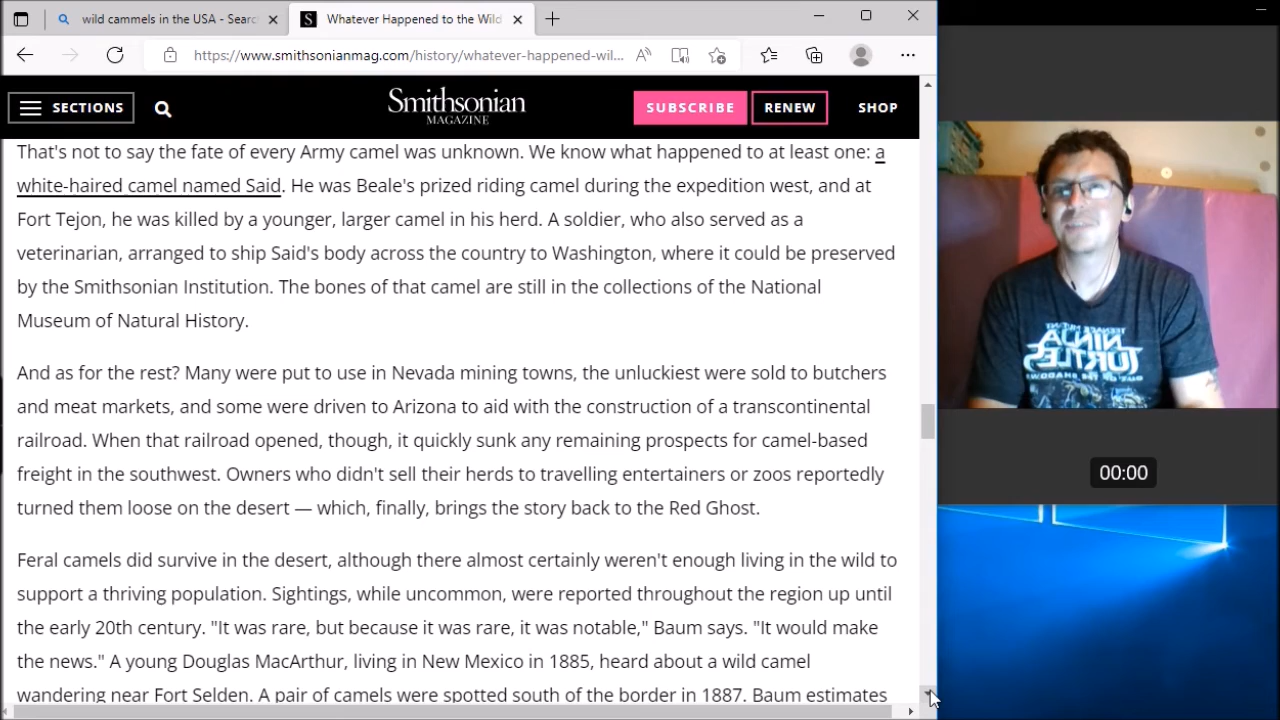 wild cammels in the USA - Searc
Whatever Happened to the Wild
https://www.smithsonianmag.com/history/whatever-happened-wil...
SECTIONS
Smithsonian
MAGAZINE
SUBSCRIBE
RENEW
SHOP
That's not to say the fate of every Army camel was unknown. We know what happened to at least one: a
white-haired camel named Said. He was Beale's prized riding camel during the expedition west, and at
Fort Tejon, he was killed by a younger, larger camel in his herd. A soldier, who also served as a
veterinarian, arranged to ship Said's body across the country to Washington, where it could be preserved
by the Smithsonian Institution. The bones of that camel are still in the collections of the National
Museum of Natural History.
And as for the rest? Many were put to use in Nevada mining towns, the unluckiest were sold to butchers
and meat markets, and some were driven to Arizona to aid with the construction of a transcontinental
railroad. When that railroad opened, though, it quickly sunk any remaining prospects for camel-based
freight in the southwest. Owners who didn't sell their herds to travelling entertainers or zoos reportedly
turned them loose on the desert — which, finally, brings the story back to the Red Ghost.
Feral camels did survive in the desert, although there almost certainly weren't enough living in the wild to
support a thriving population. Sightings, while uncommon, were reported throughout the region up until
the early 20th century. "It was rare, but because it was rare, it was notable," Baum says. "It would make
the news." A young Douglas MacArthur, living in New Mexico in 1885, heard about a wild camel
wandering near Fort Selden. A pair of camels were spotted south of the border in 1887. Baum estimates
TEENAGE MUTANT
NINJA
TURTLES
00:00